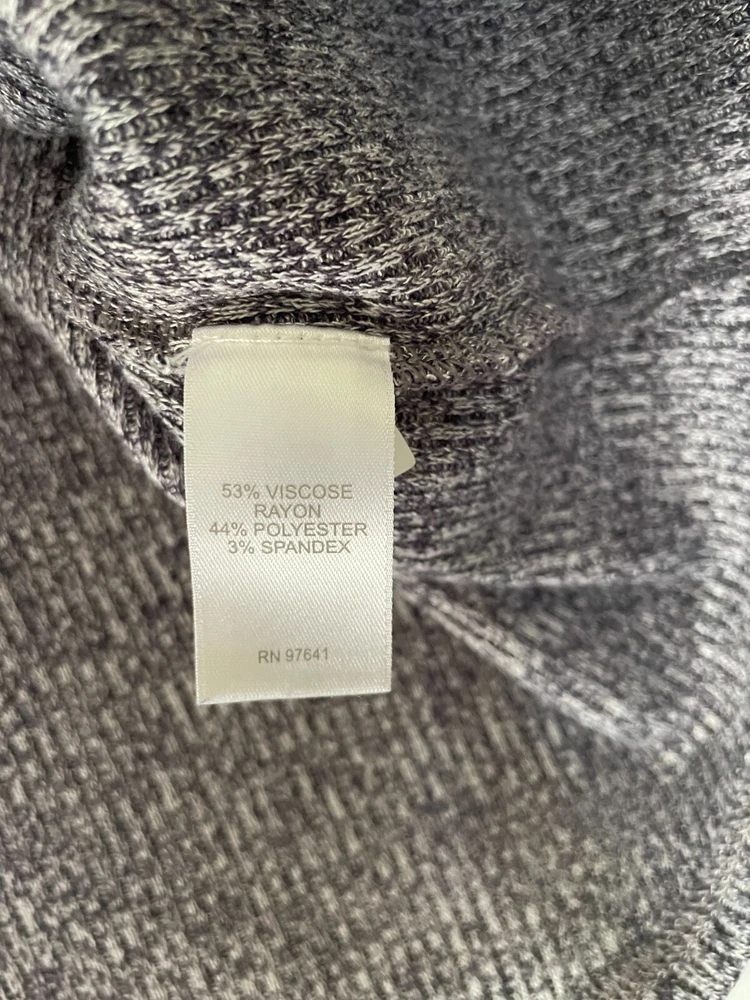 53% VISCOSE
RAYON
44% POLYESTER
3% SPANDEX
RN 97641